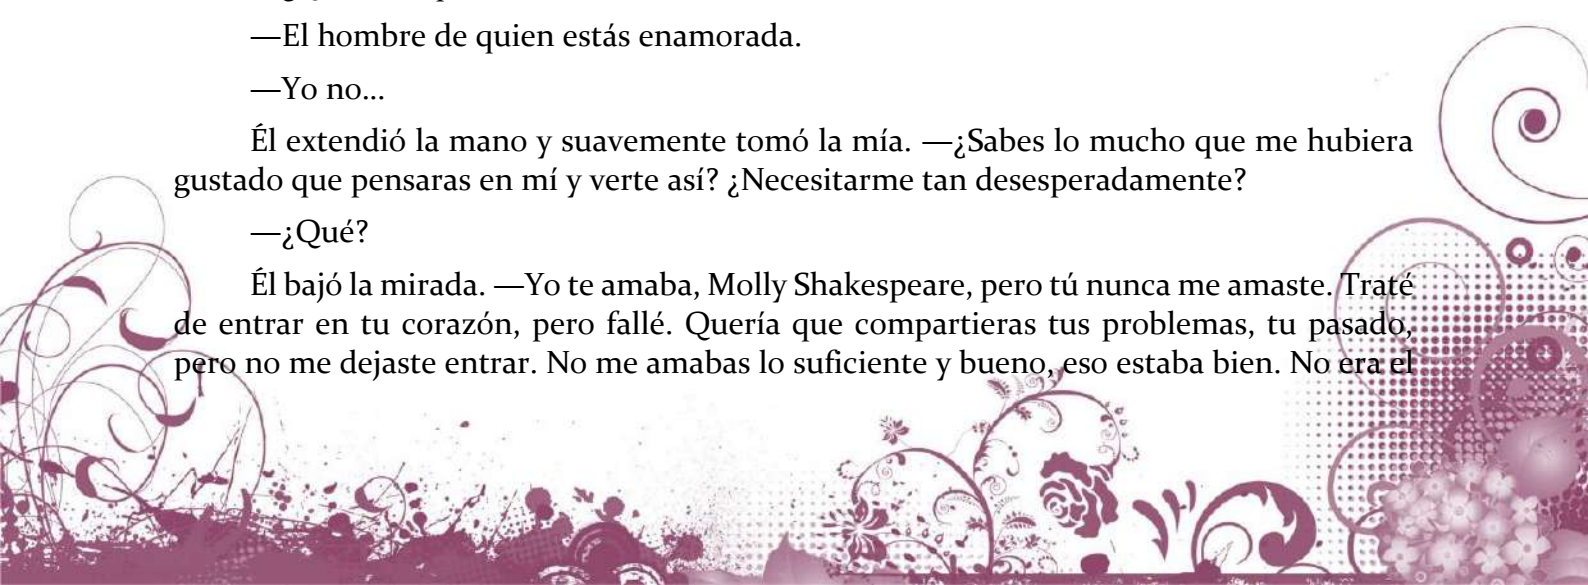 —El hombre de quien estás enamorada.
—Yo no...
Él extendió la mano y suavemente tomó la mía. —¿Sabes lo mucho que me hubiera
gustado que pensaras en mí y verte así? ¿Necesitarme tan desesperadamente?
—¿Qué?
Él bajó la mirada. —Yo te amaba, Molly Shakespeare, pero tú nunca me amaste. Traté
de entrar en tu corazón, pero fallé. Quería que compartieras tus problemas, tu pasado,
pero no me dejaste entrar. No me amabas lo suficiente y bueno, eso estaba bien. No era el